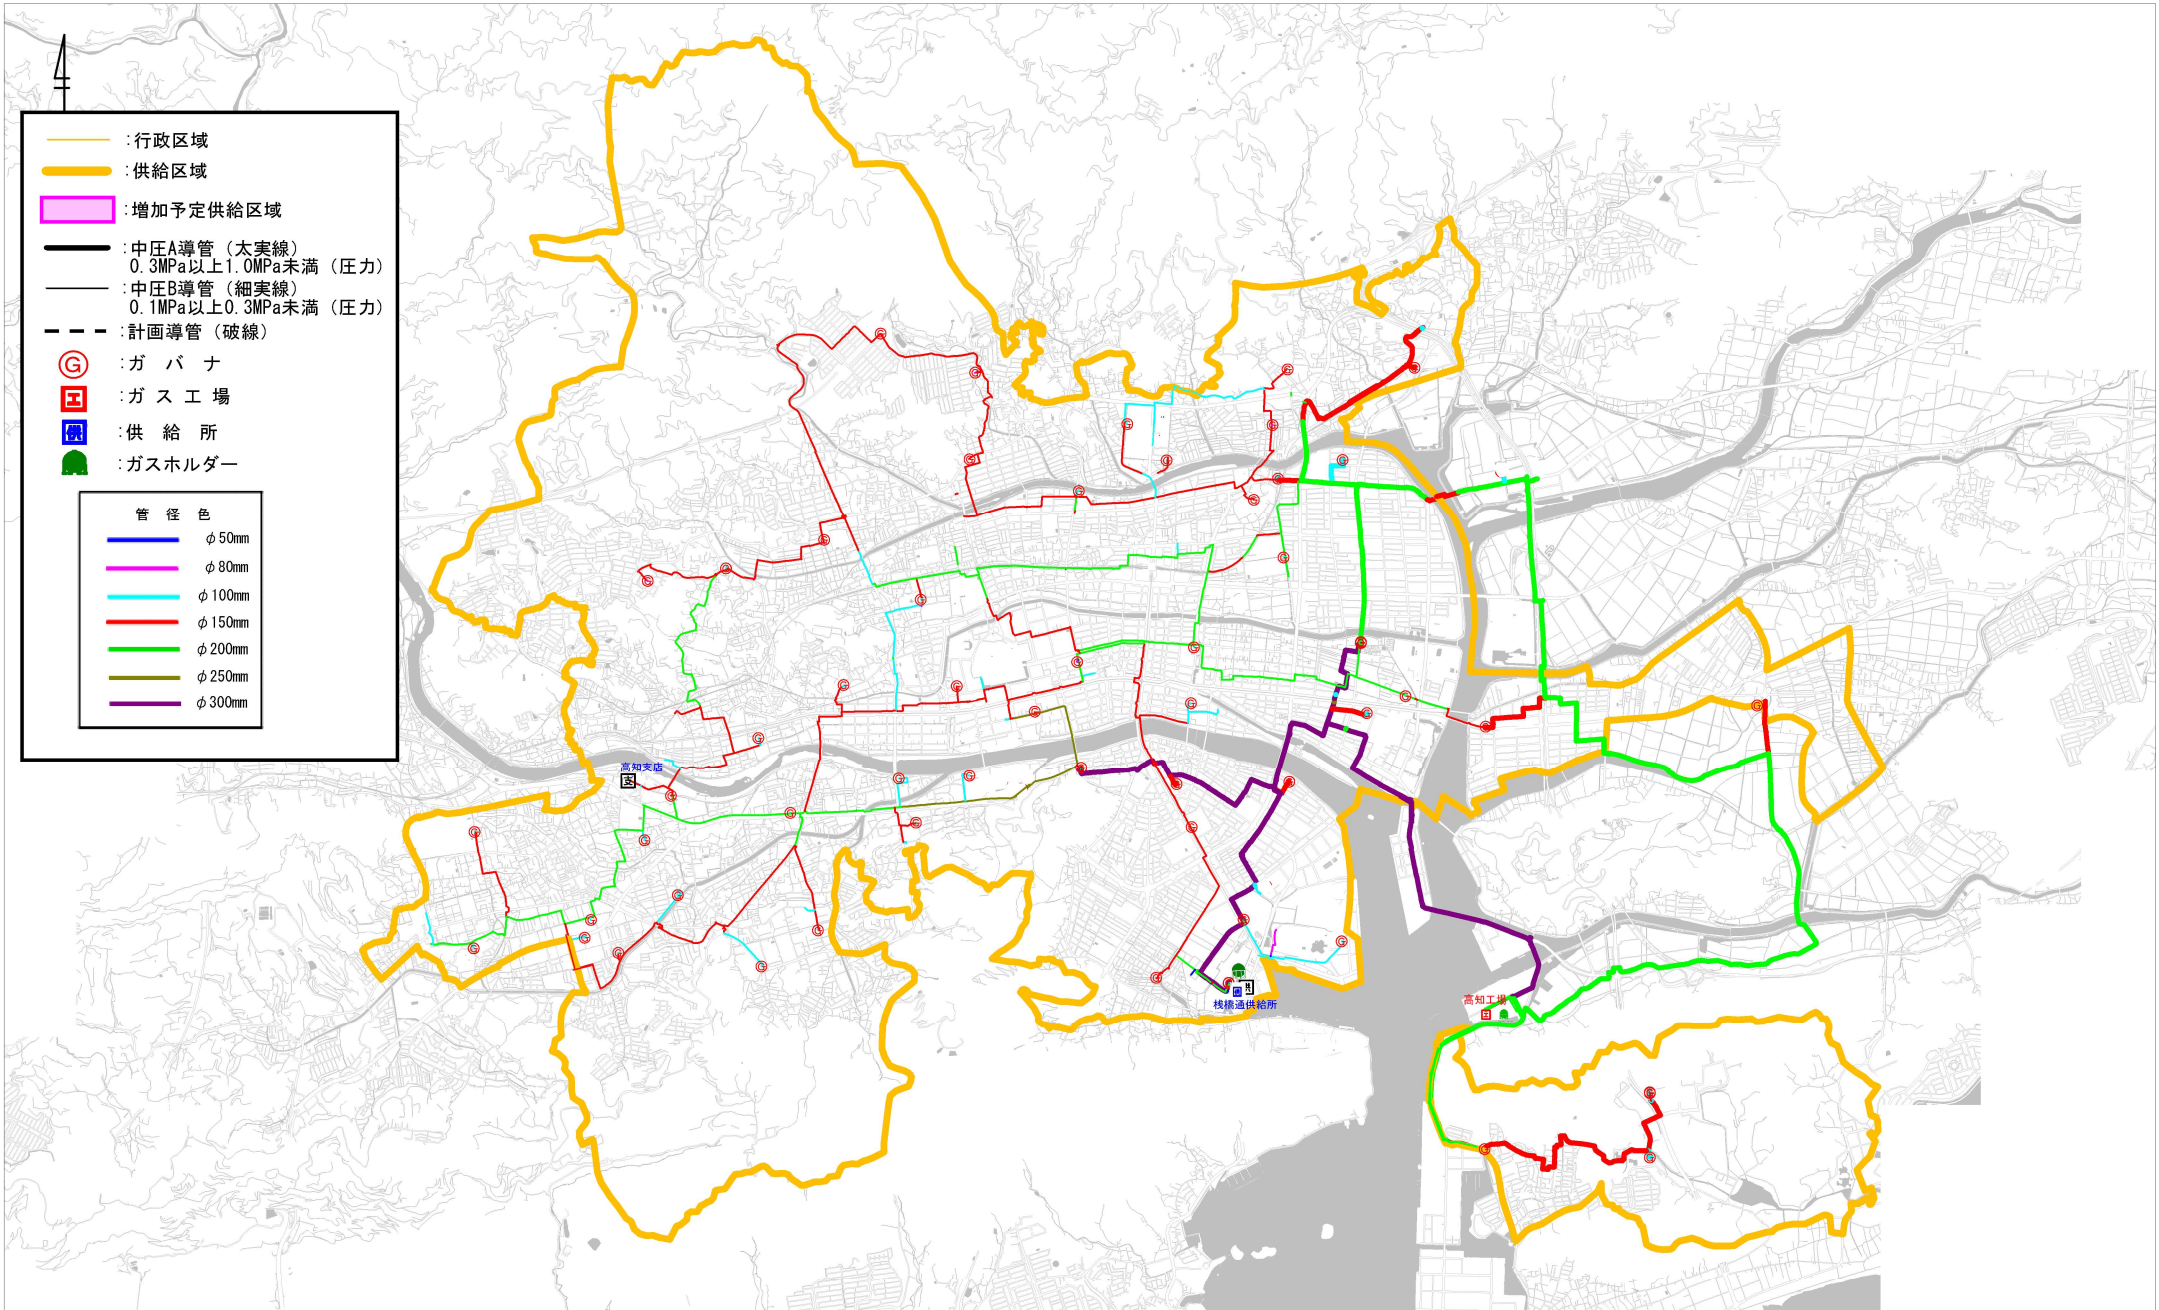 :行政区域
:供給区域
:増加予定供給区域
:中圧A導管（太実線）
0.3MPa以上1.0MPa未満（圧力）
:中圧B導管（細実線）
0.1MPa以上0.3MPa未満（圧力）
:計画導管（破線）
Ⓖ :ガ バ ナ
工 :ガ ス 工 場
供 :供 給 所
:ガスホルダー
管 径 色
φ50mm
φ80mm
φ100mm
φ150mm
φ200mm
φ250mm
φ300mm
高知支店
支
供
桟橋通供給所
高知工場
工